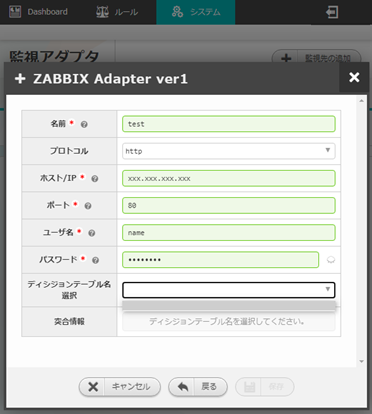 Dashboard ルール システム
監視アダプタ
監視先の追加
ZABBIX Adapter ver1
名前 * test
プロトコル http
ホスト/IP * xxx.xxx.xxx.xxx
ポート * 80
ユーザ名 * name
パスワード * ••••••••
ディシジョンテーブル名
選択
突合情報 ディシジョンテーブル名を選択してください。
キャンセル 戻る 保存